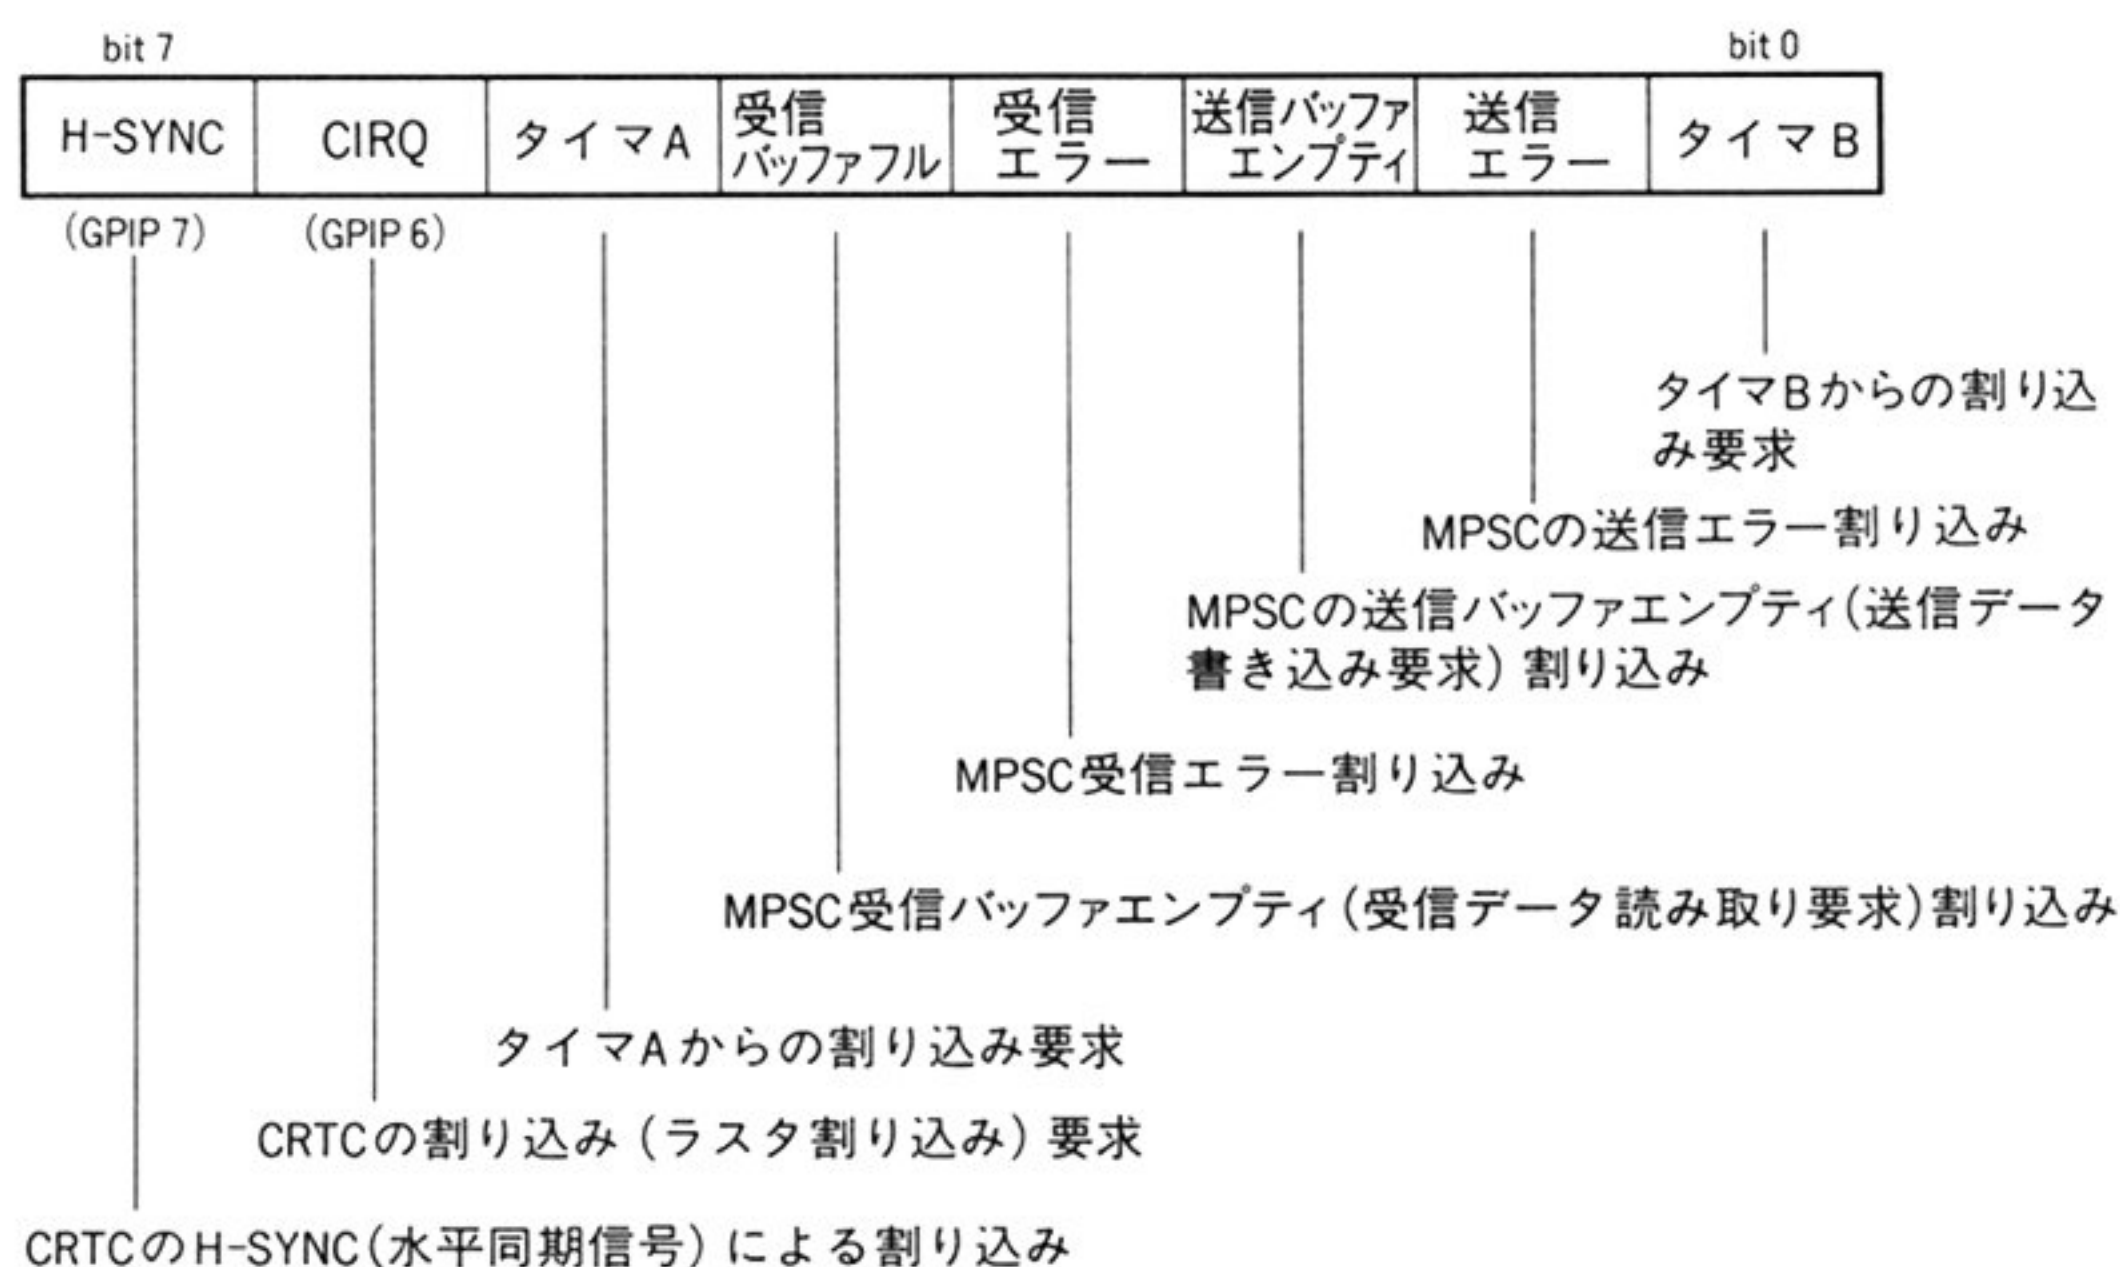 bit 7
bit 0
H-SYNC
CIRQ
タイマA
受信
バッファフル
受信
エラー
送信バッファ
エンプティ
送信
エラー
タイマB
(GPIP 7)
(GPIP 6)
タイマBからの割り込
み要求
MPSCの送信エラー割り込み
MPSCの送信バッファエンプティ(送信データ
書き込み要求)割り込み
MPSC受信エラー割り込み
MPSC受信バッファエンプティ(受信データ読み取り要求)割り込み
タイマAからの割り込み要求
CRTCの割り込み(ラスタ割り込み)要求
CRTCのH-SYNC(水平同期信号)による割り込み